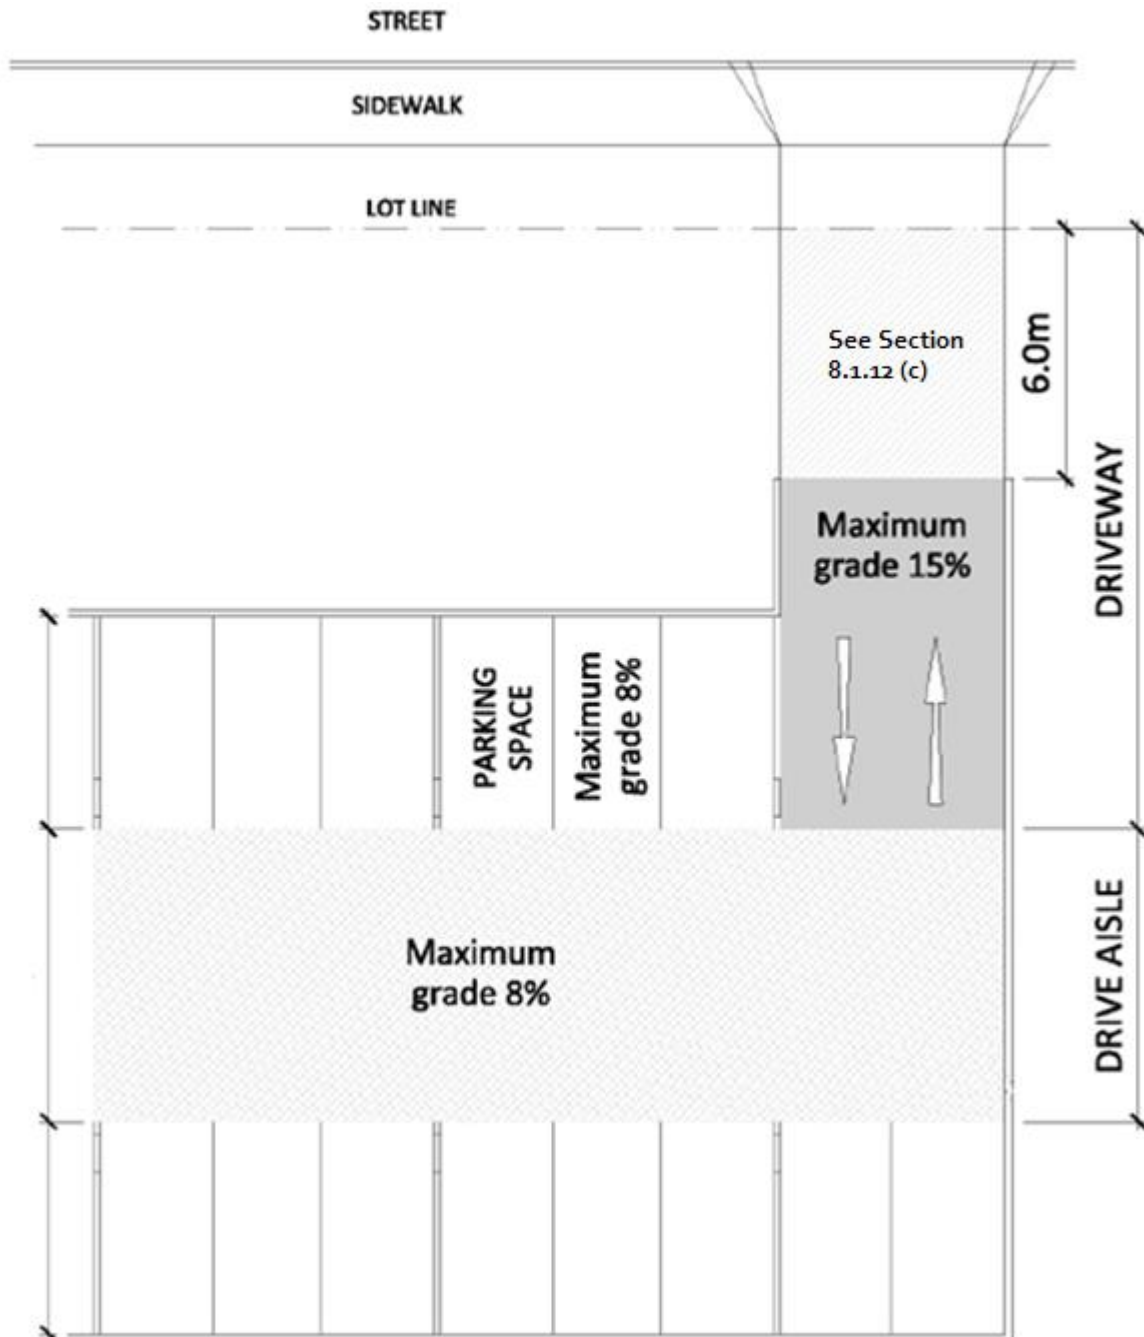 STREET
SIDEWALK
LOT LINE
See Section
8.1.12 (c)
6.0m
DRIVEWAY
Maximum
grade 15%
PARKING
SPACE
Maximum
grade 8%
Maximum
grade 8%
DRIVE AISLE